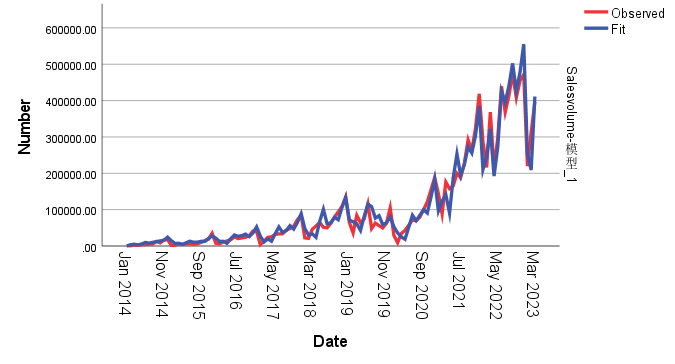 Observed
Fit
600000.00
500000.00
400000.00
300000.00
200000.00
100000.00
.00
Number
Salesvolume-模型_1
Jan 2014
Nov 2014
Sep 2015
Jul 2016
May 2017
Mar 2018
Jan 2019
Nov 2019
Sep 2020
Jul 2021
May 2022
Mar 2023
Date